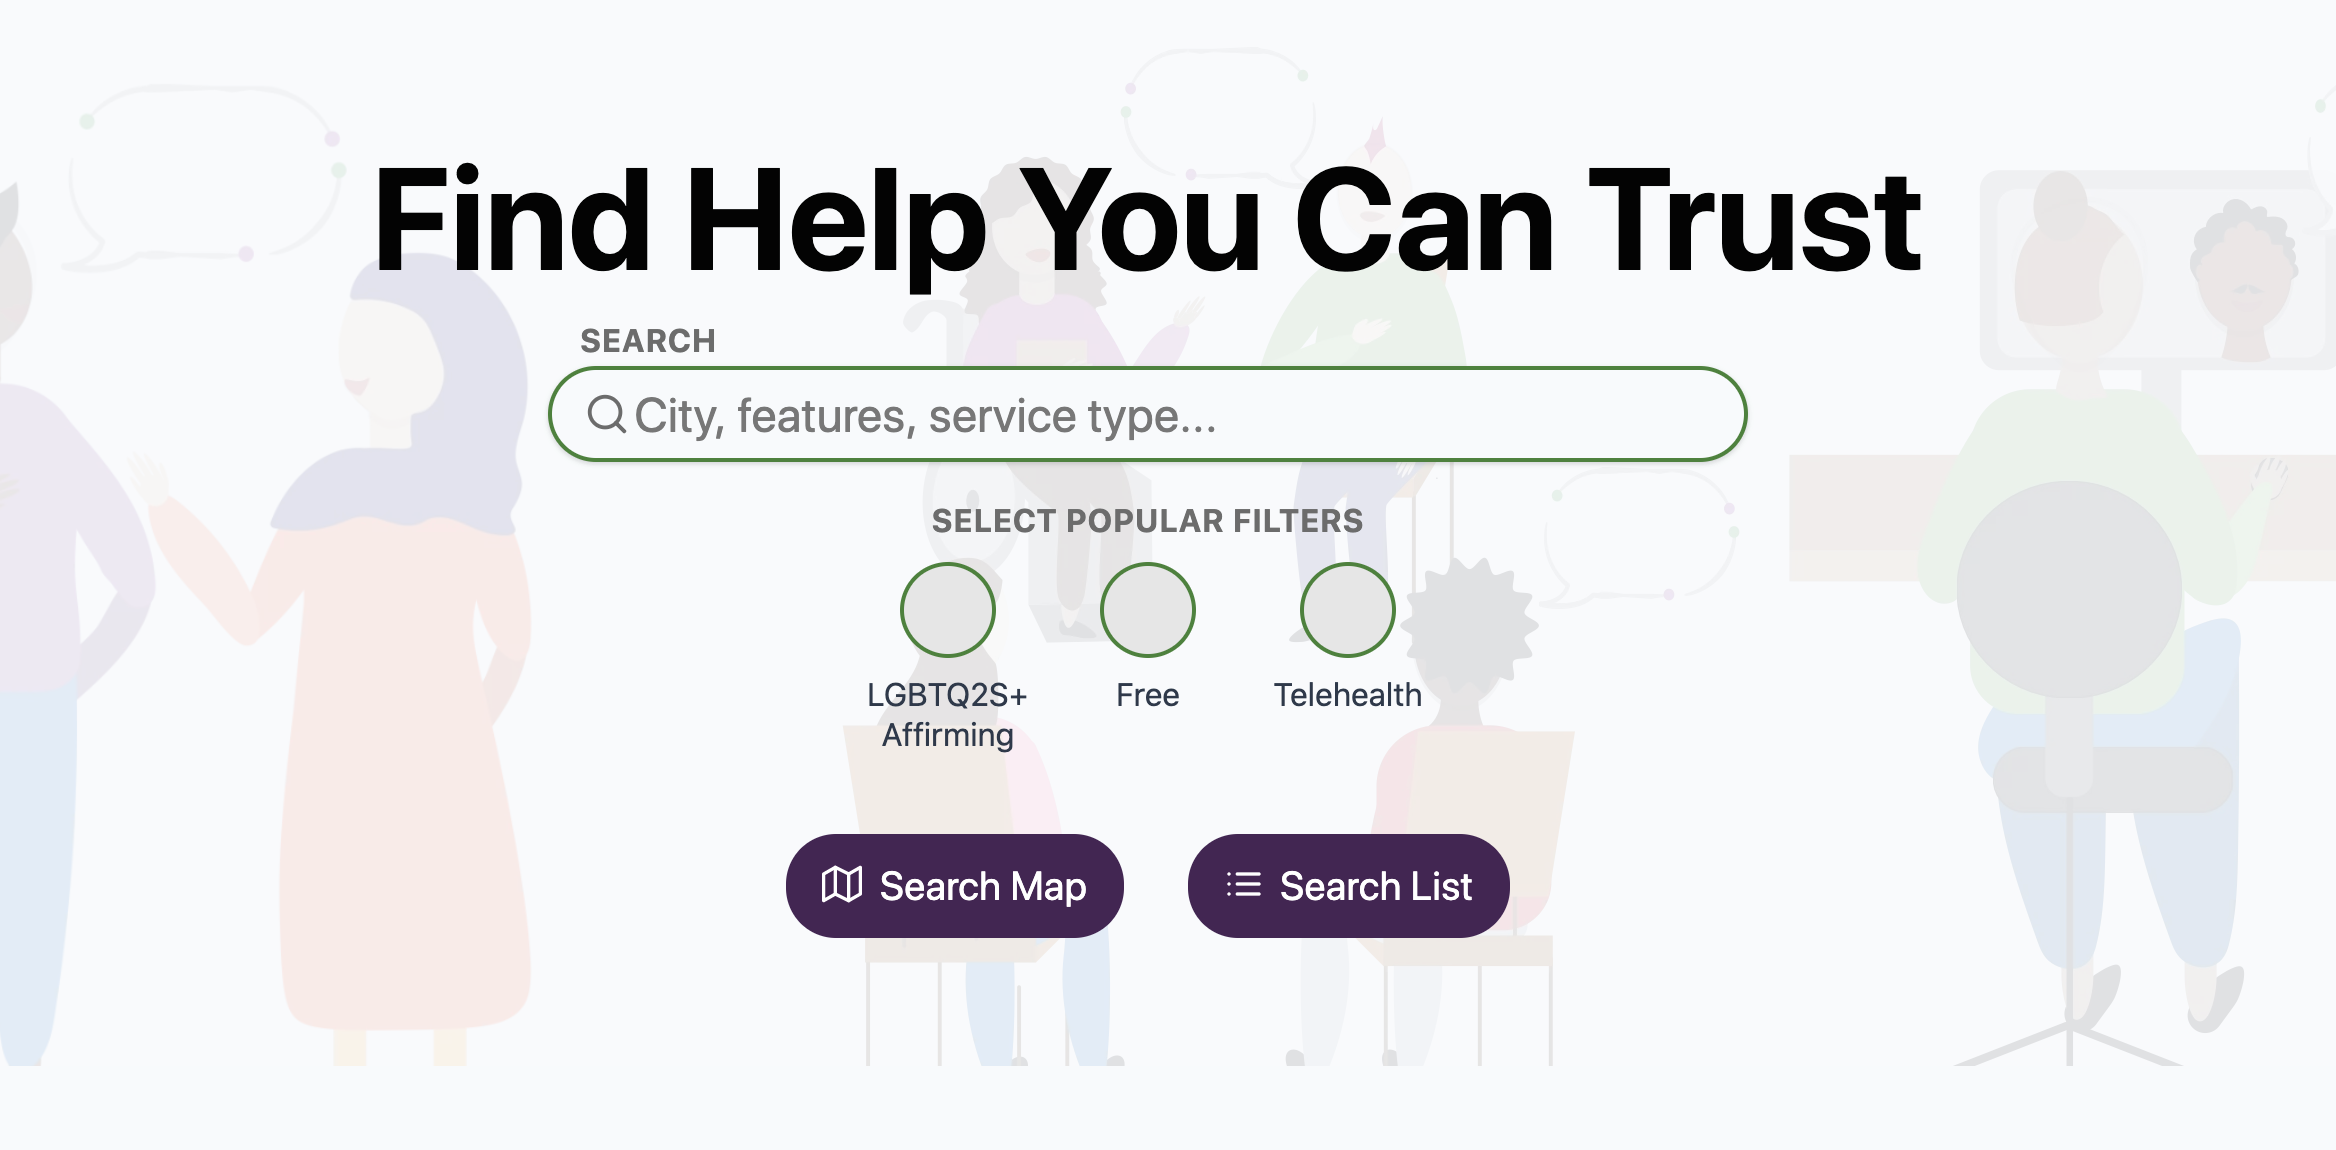 Find Help You Can Trust
SEARCH
City, features, service type...
SELECT POPULAR FILTERS
LGBTQ2S+ Free Telehealth
Affirming
Search Map Search List